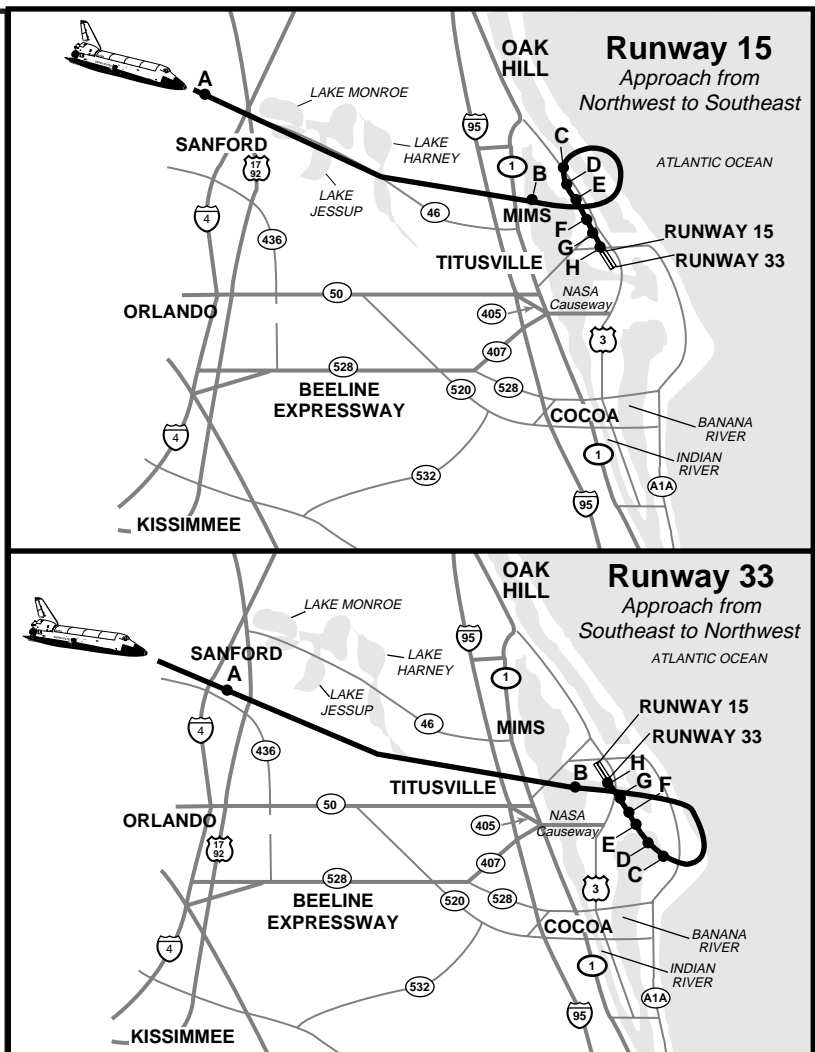 Runway 15
Approach from
Northwest to Southeast
OAK
HILL
A
LAKE MONROE
95
C
SANFORD
17
92
LAKE
HARNEY
1
D
ATLANTIC OCEAN
B
E
LAKE
JESSUP
4
46
MIMS
F
436
G
RUNWAY 15
TITUSVILLE
H
RUNWAY 33
50
NASA
Causeway
ORLANDO
405
3
407
528
BEELINE
EXPRESSWAY
520
528
COCOA
BANANA
RIVER
4
1
INDIAN
RIVER
532
A1A
95
KISSIMMEE
OAK
HILL
Runway 33
Approach from
Southeast to Northwest
LAKE MONROE
95
SANFORD
A
LAKE
HARNEY
ATLANTIC OCEAN
1
LAKE
JESSUP
RUNWAY 15
4
46
MIMS
RUNWAY 33
436
H
B
G
TITUSVILLE
F
50
NASA
Causeway
ORLANDO
405
E
17
92
407
D
C
528
3
BEELINE
EXPRESSWAY
520
528
COCOA
BANANA
RIVER
4
1
INDIAN
RIVER
532
A1A
95
KISSIMMEE